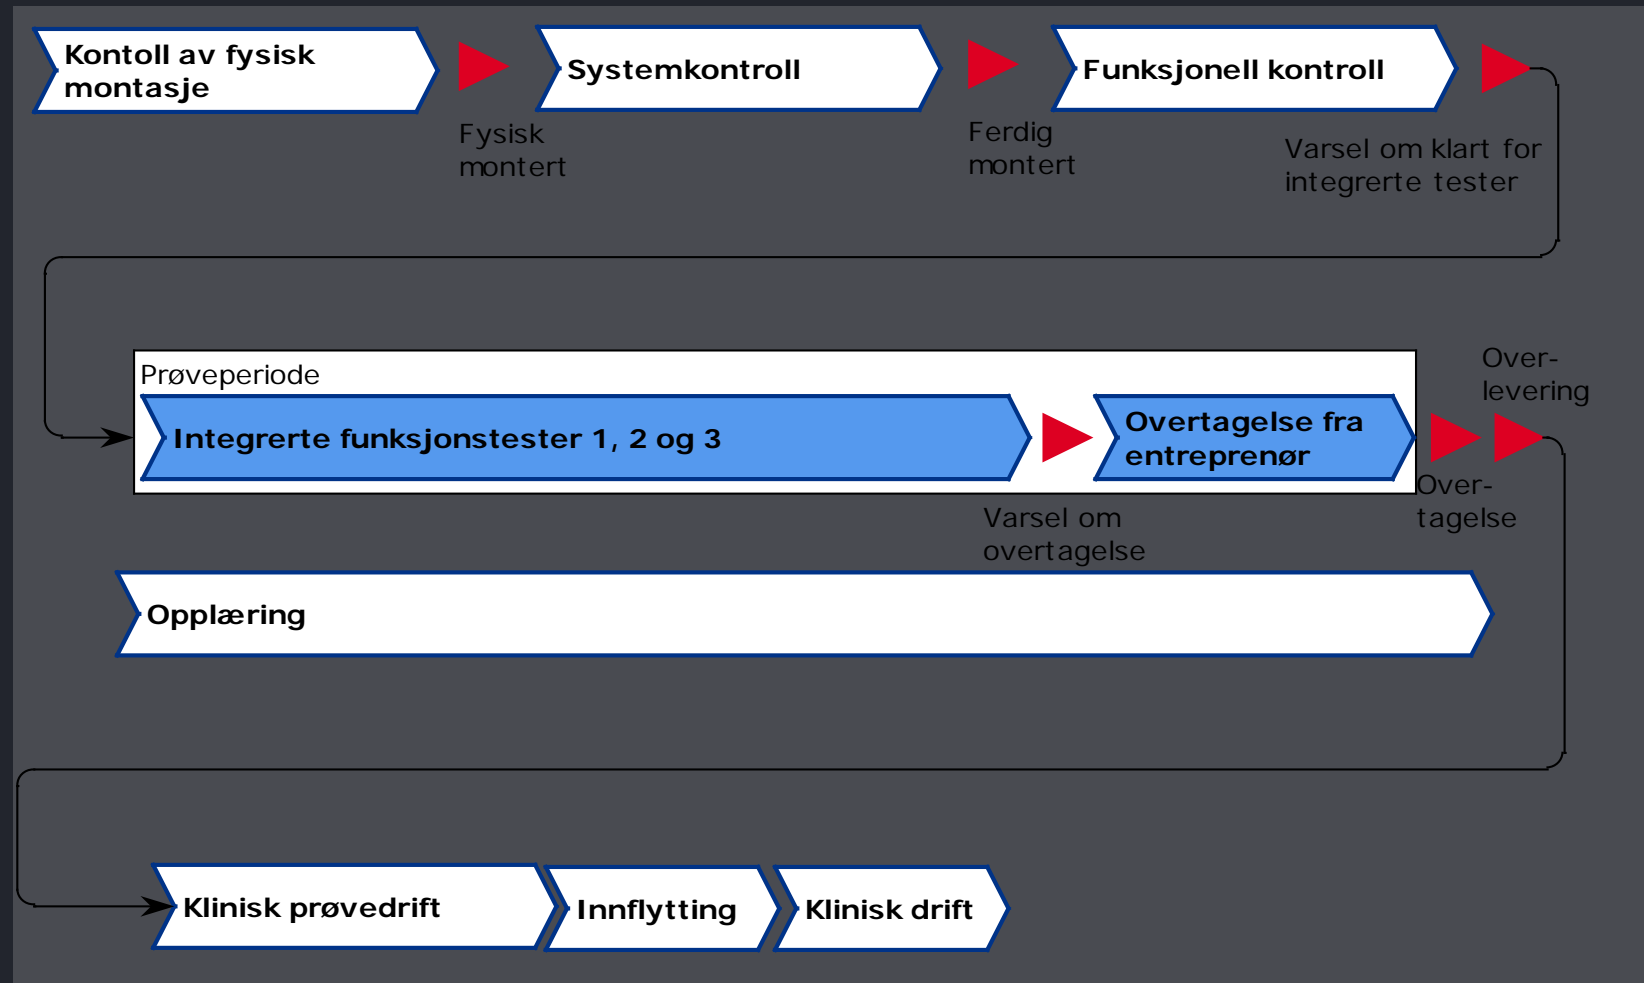 Kontoll av fysisk
montasje
Systemkontroll
Funksjonell kontroll
Fysisk
montert
Ferdig
montert
Varsel om klart for
integrerte tester
Prøveperiode
Integrerte funksjonstester 1, 2 og 3
Overtagelse fra
entreprenør
Over-
levering
Over-
tagelse
Varsel om
overtagelse
Opplæring
Klinisk prøvedrift
Innflytting
Klinisk drift